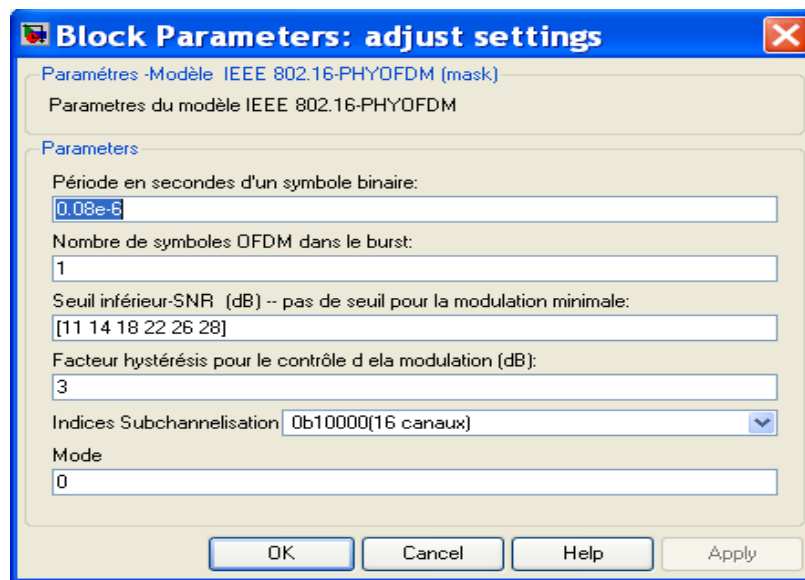 Block Parameters: adjust settings
Paramétres -Modèle IEEE 802.16-PHYOFDM (mask)
Parametres du modèle IEEE 802.16-PHYOFDM
Parameters
Période en secondes d'un symbole binaire:
0.08e-6
Nombre de symboles OFDM dans le burst:
1
Seuil inférieur-SNR (dB) -- pas de seuil pour la modulation minimale:
[11 14 18 22 26 28]
Facteur hystérésis pour le contrôle d ela modulation (dB):
3
Indices Subchannelisation 0b10000(16 canaux)
Mode
0
OK Cancel Help Apply